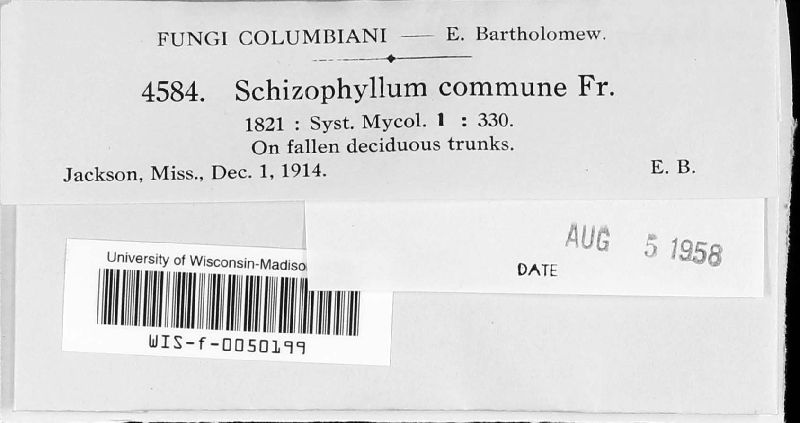 FUNGI COLUMBIANI — E. Bartholomew.
4584. Schizophyllum commune Fr.
1821 : Syst. Mycol. 1 : 330.
On fallen deciduous trunks.
Jackson, Miss., Dec. 1, 1914. E. B.
AUG 5 1958
DATE
University of Wisconsin-Madiso
WIS-f-0050199